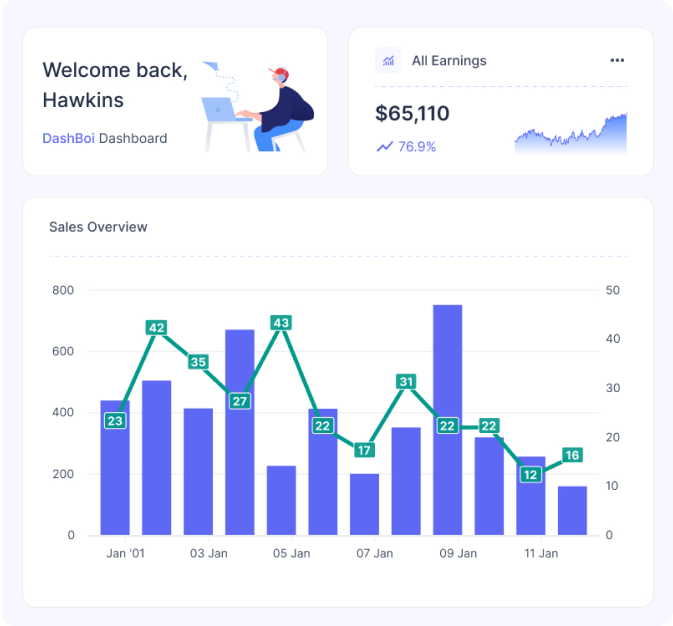 Welcome back,
Hawkins
DashBoi Dashboard
All Earnings
$65,110
76.9%
Sales Overview
800
600
400
200
0
50
40
30
20
10
0
23
42
35
27
43
22
17
31
22
22
12
16
Jan '01
03 Jan
05 Jan
07 Jan
09 Jan
11 Jan